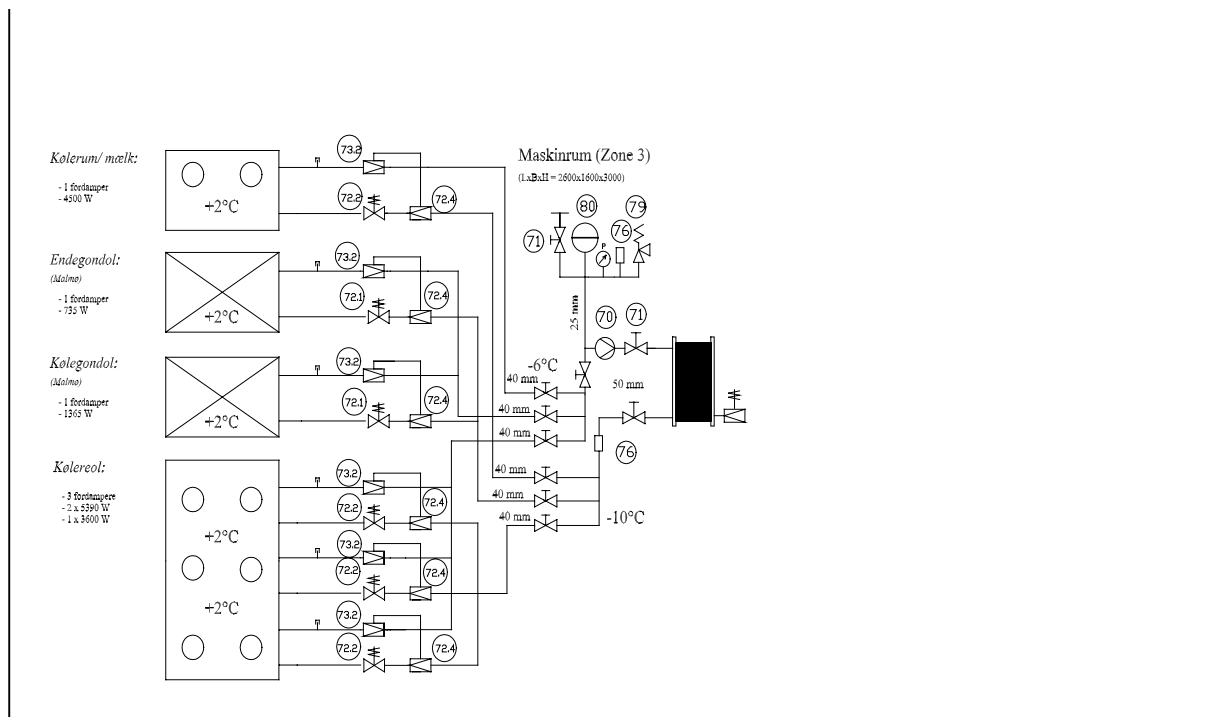 Kølerum/ mælk:
- 1 fordamper
- 4500 W
+2°C
73.2
72.2
72.4
Endegondol:
(Malmø)
- 1 fordamper
- 735 W
+2°C
73.2
72.1
72.4
Kølegondol:
(Malmø)
- 1 fordamper
- 1365 W
+2°C
73.2
72.1
72.4
Kølereol:
- 3 fordampere
- 2 x 5390 W
- 1 x 3600 W
+2°C
+2°C
73.2
72.2
72.4
73.2
72.2
72.4
73.2
72.2
72.4
Maskinrum (Zone 3)
(LxBxH = 2600x1600x3000)
80
79
71
76
P
25 mm
70
71
-6°C
40 mm
40 mm
40 mm
50 mm
76
40 mm
40 mm
40 mm
-10°C